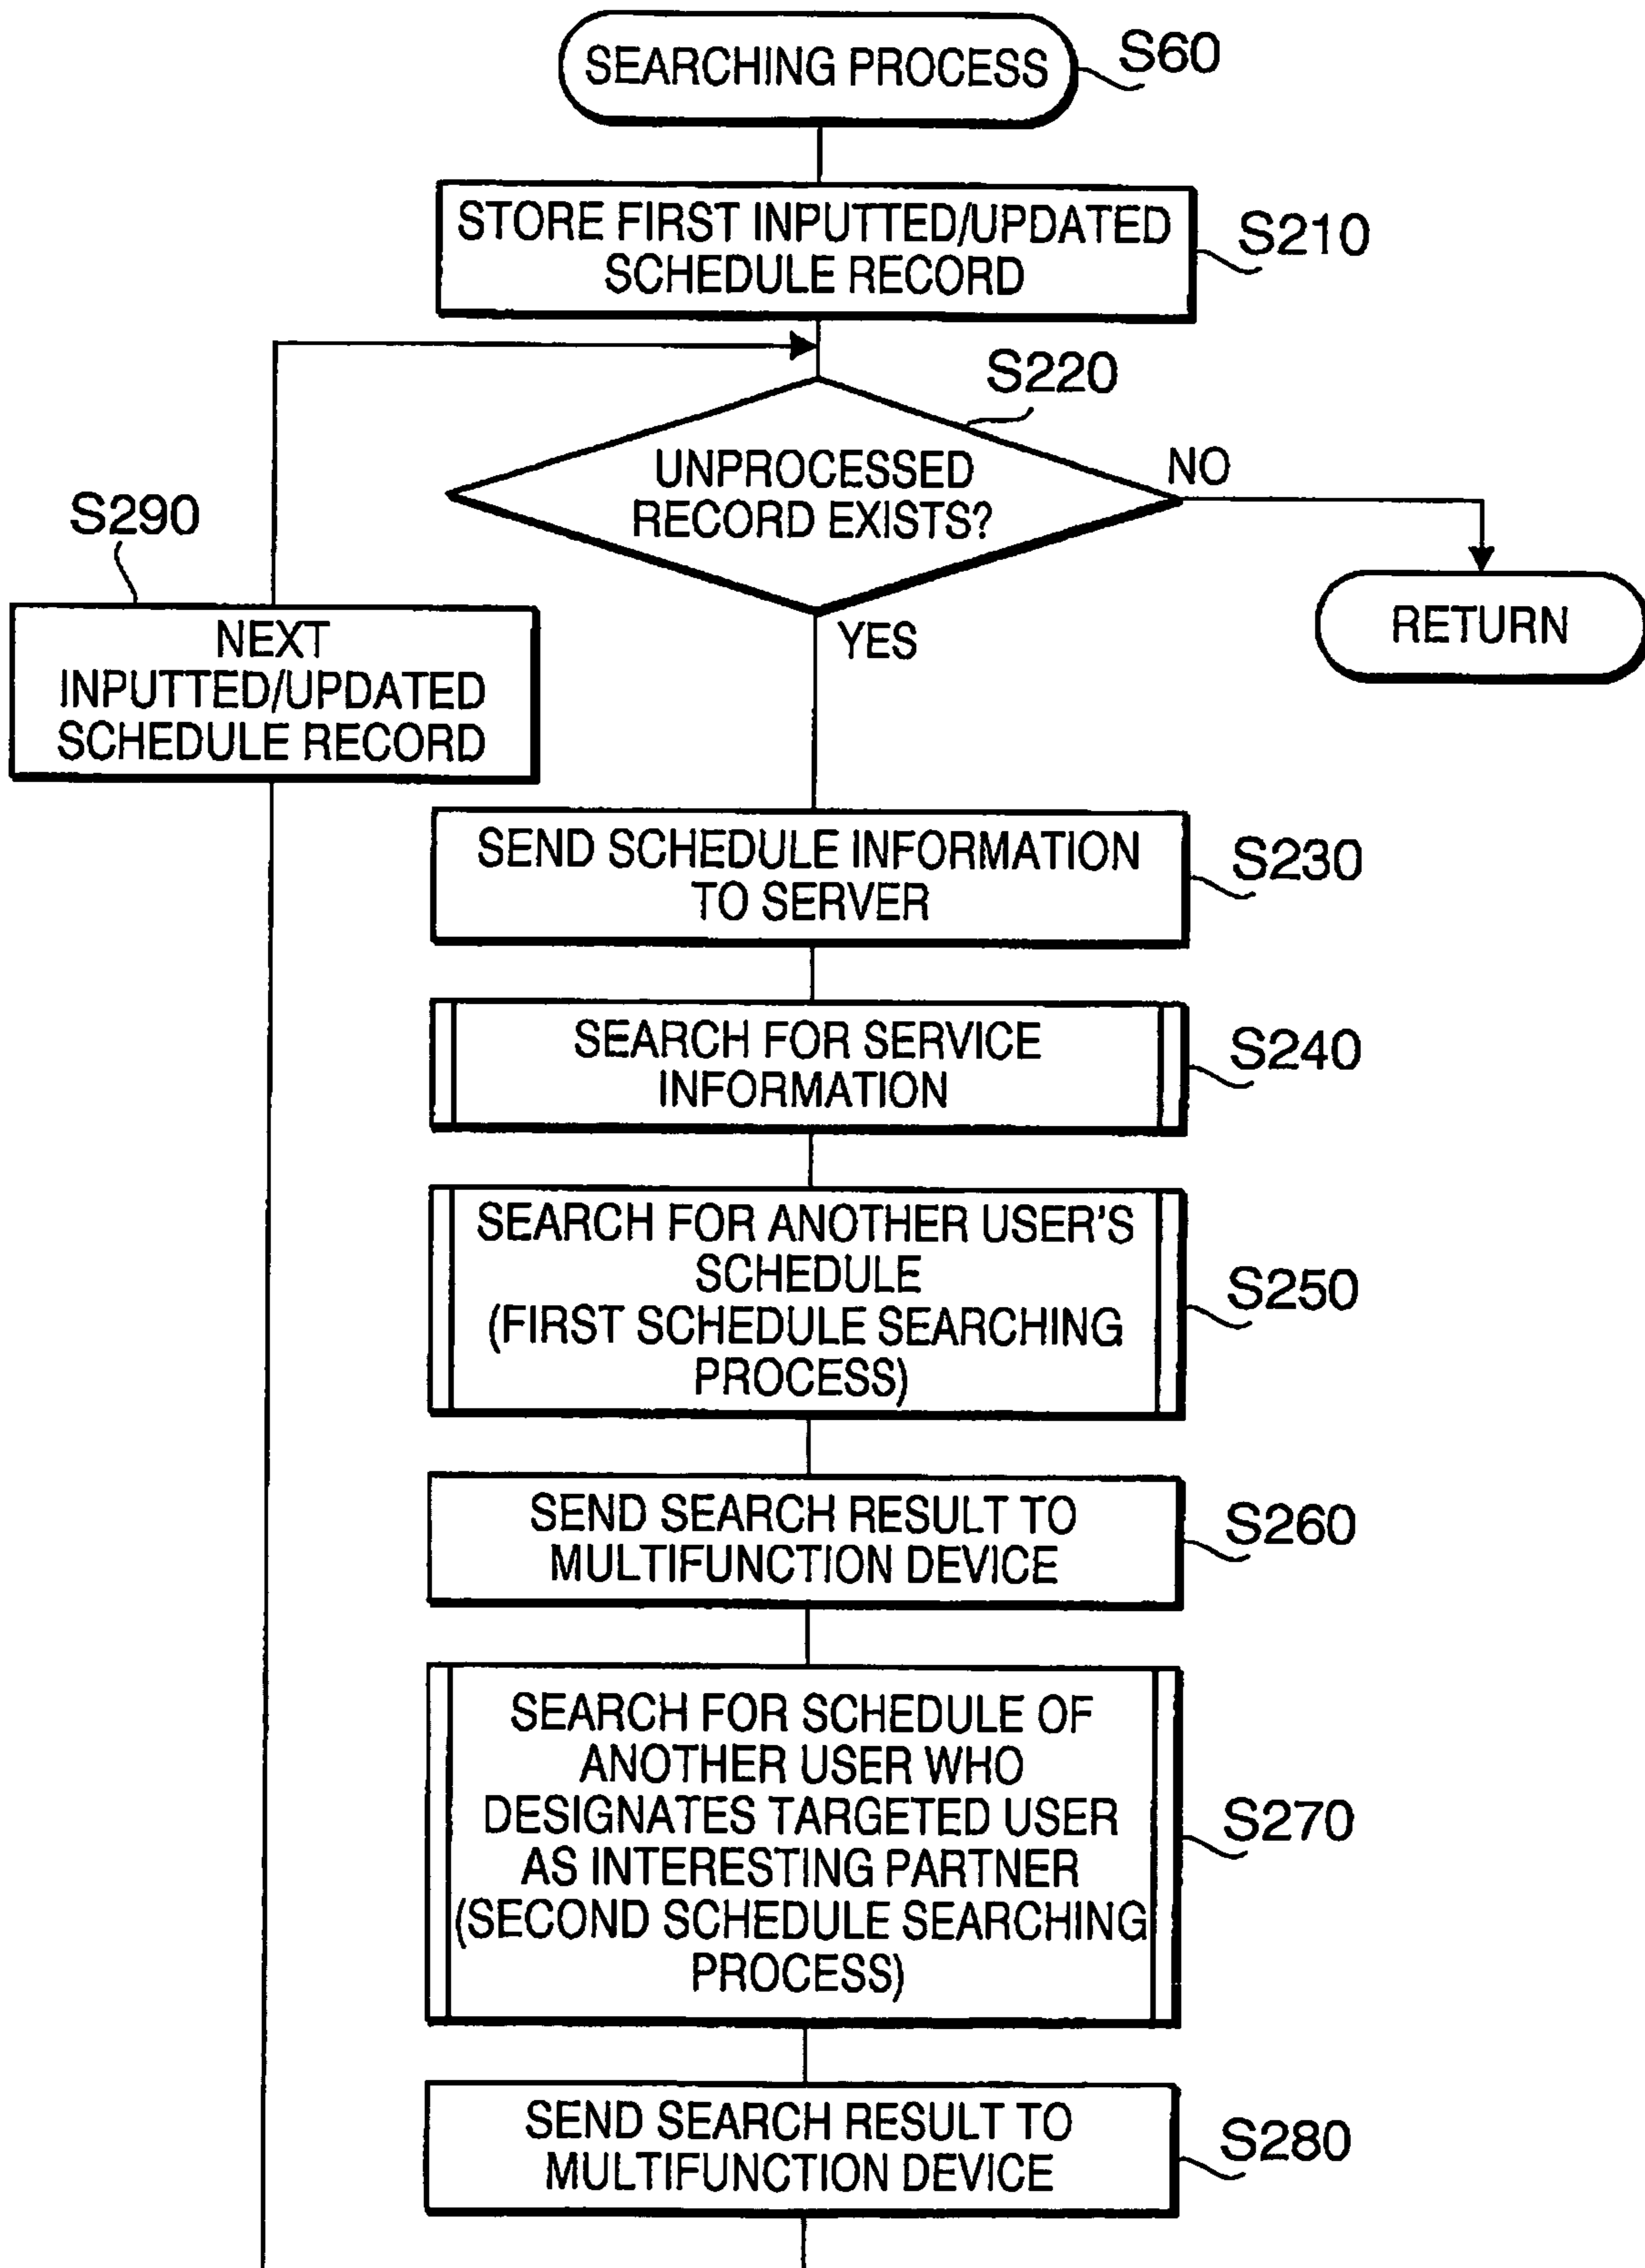 SEARCHING PROCESS
S60
STORE FIRST INPUTTED/UPDATED
SCHEDULE RECORD
S210
S220
UNPROCESSED
RECORD EXISTS?
NO
RETURN
YES
S290
NEXT
INPUTTED/UPDATED
SCHEDULE RECORD
SEND SCHEDULE INFORMATION
TO SERVER
S230
SEARCH FOR SERVICE
INFORMATION
S240
SEARCH FOR ANOTHER USER'S
SCHEDULE
(FIRST SCHEDULE SEARCHING
PROCESS)
S250
SEND SEARCH RESULT TO
MULTIFUNCTION DEVICE
S260
SEARCH FOR SCHEDULE OF
ANOTHER USER WHO
DESIGNATES TARGETED USER
AS INTERESTING PARTNER
(SECOND SCHEDULE SEARCHING
PROCESS)
S270
SEND SEARCH RESULT TO
MULTIFUNCTION DEVICE
S280